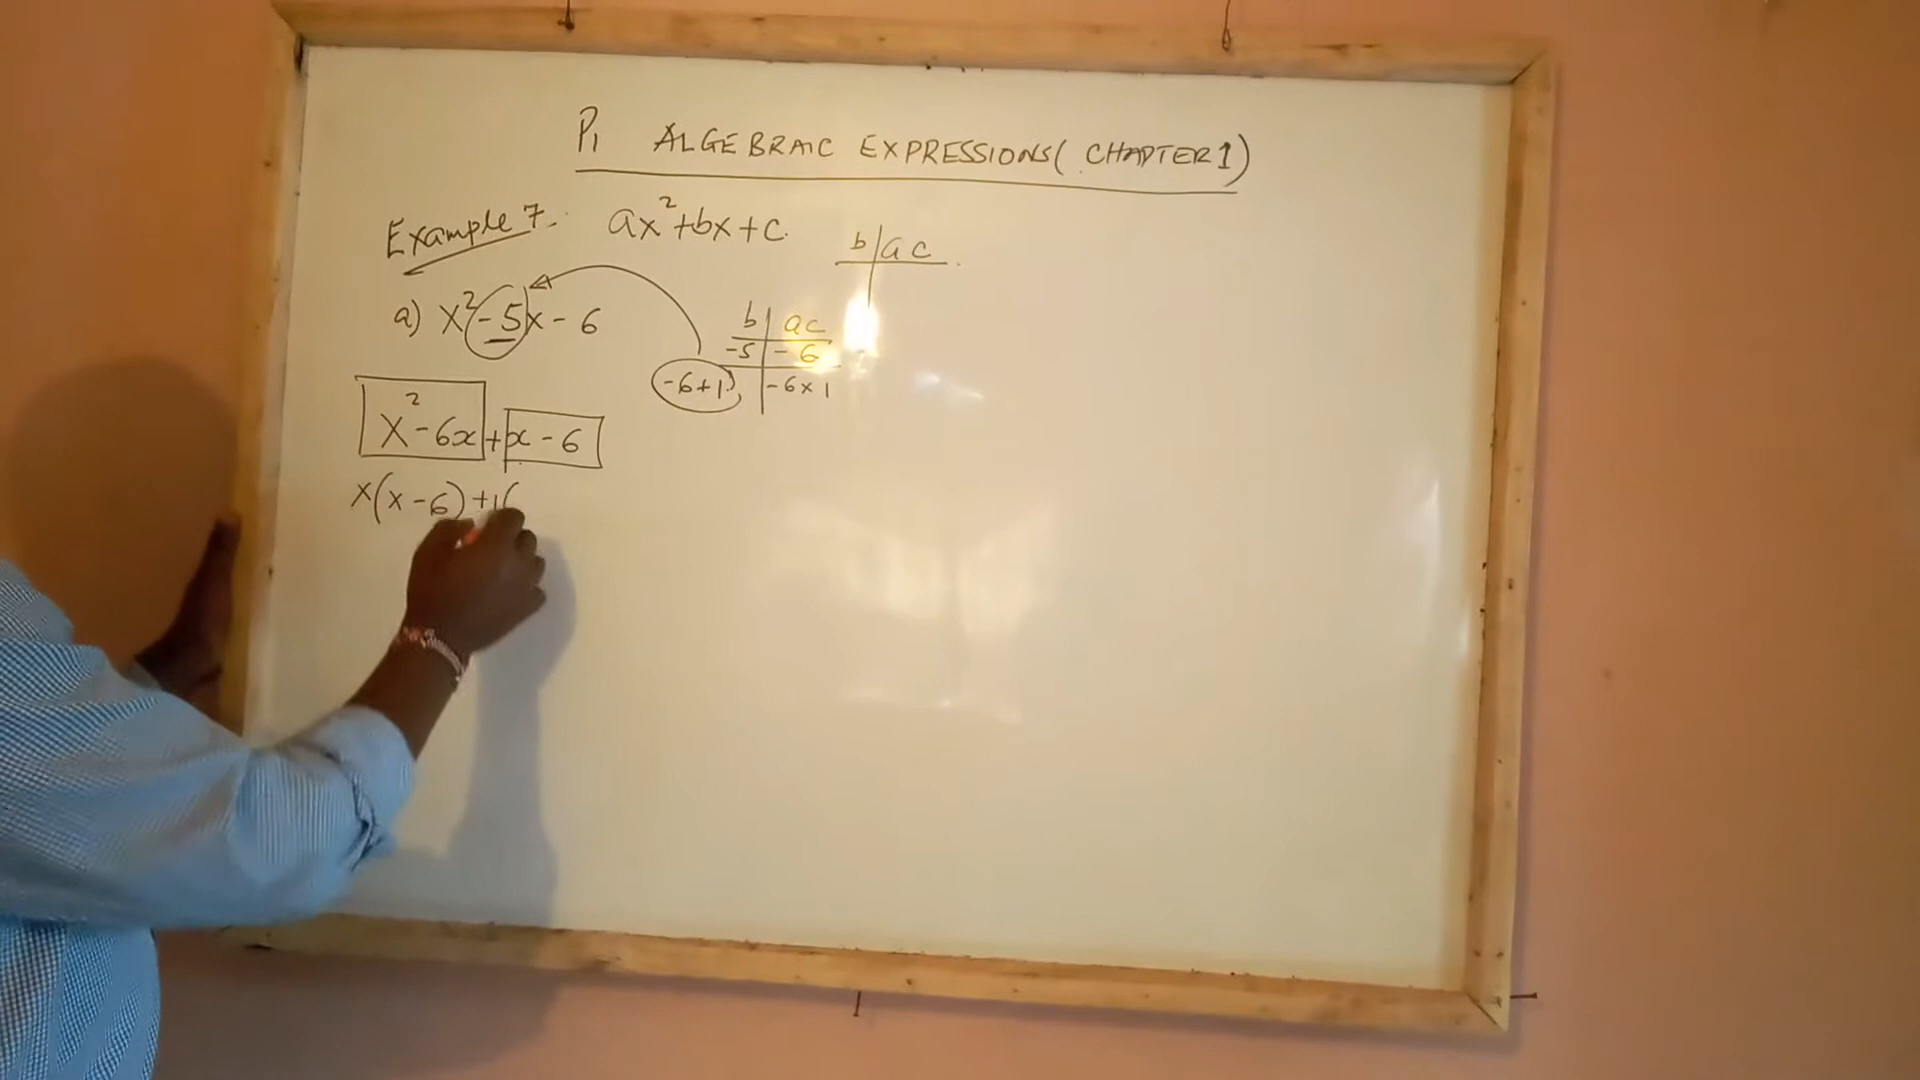 P1 ALGEBRAIC EXPRESSIONS( CHAPTER 1)
Example 7. ax²+bx+c.
b | ac
a) x²-5x - 6
b | ac
-5 | - 6
-6+1 | -6 x 1
x²-6x + x - 6
x(x-6)+1(